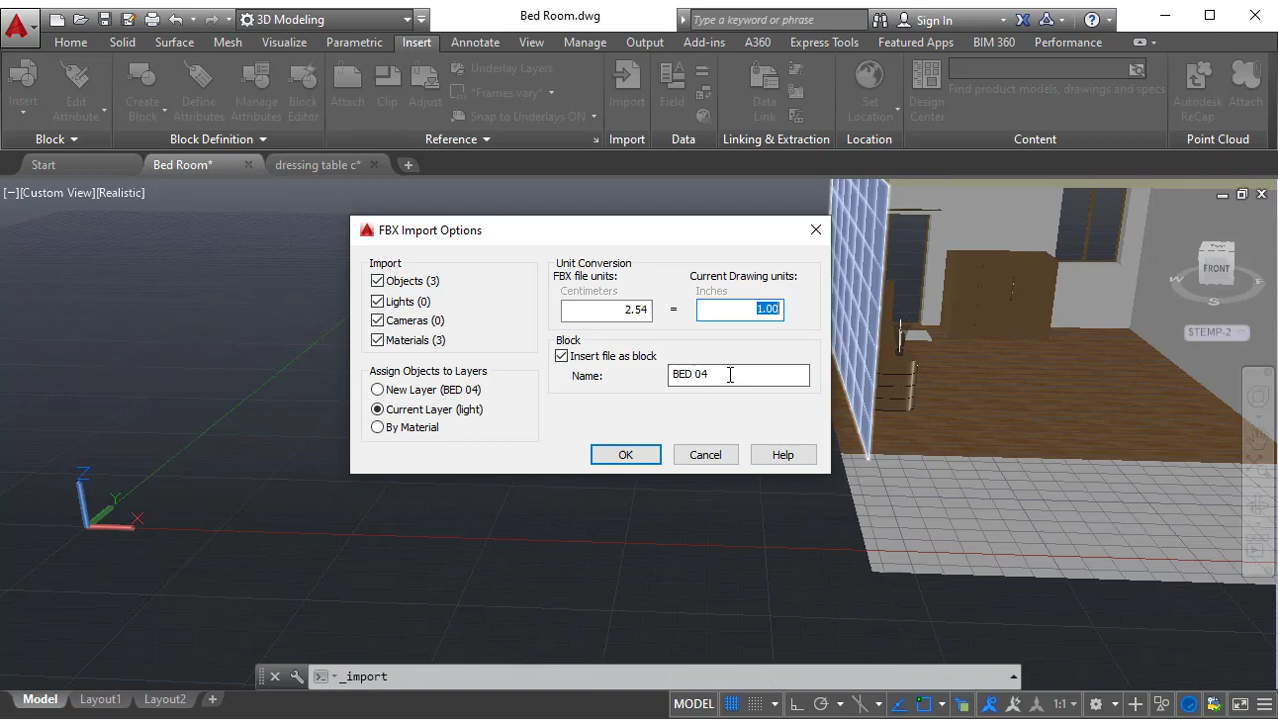 3D Modeling
Bed Room.dwg
Type a keyword or phrase
Sign In
Home Solid Surface Mesh Visualize Parametric Insert Annotate View Manage Output Add-ins A360 Express Tools Featured Apps BIM 360 Performance
Insert
Edit Attribute
Create Block
Define Attributes
Manage Attributes
Block Editor
Attach
Clip
Adjust
Underlay Layers
*Frames vary*
Snap to Underlays ON
Import
Field
Data Link
Set Location
Design Center
Find product models, drawings and specs
Autodesk ReCap
Attach
Block Block Definition Reference Import Data Linking & Extraction Location Content Point Cloud
Start Bed Room* dressing table c*
[−][Custom View][Realistic]
FBX Import Options
Import
Objects (3)
Lights (0)
Cameras (0)
Materials (3)
Assign Objects to Layers
New Layer (BED 04)
Current Layer (light)
By Material
Unit Conversion
FBX file units: Current Drawing units:
Centimeters Inches
2.54 = 1.00
Block
Insert file as block
Name: BED 04
OK Cancel Help
FRONT
W S E
$TEMP-2
Z
Y
X
_import
Model Layout1 Layout2
MODEL 1:1